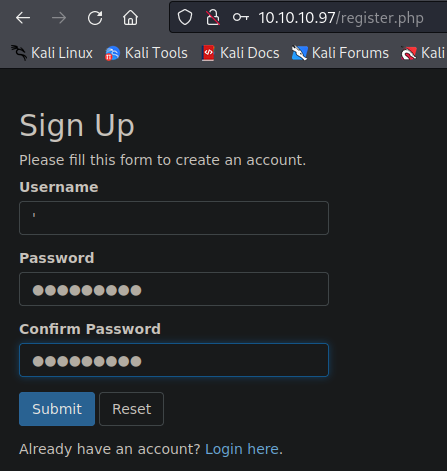 10.10.10.97/register.php
Kali Linux Kali Tools Kali Docs Kali Forums Kali
Sign Up
Please fill this form to create an account.
Username
'
Password
●●●●●●●●●
Confirm Password
●●●●●●●●●
Submit Reset
Already have an account? Login here.